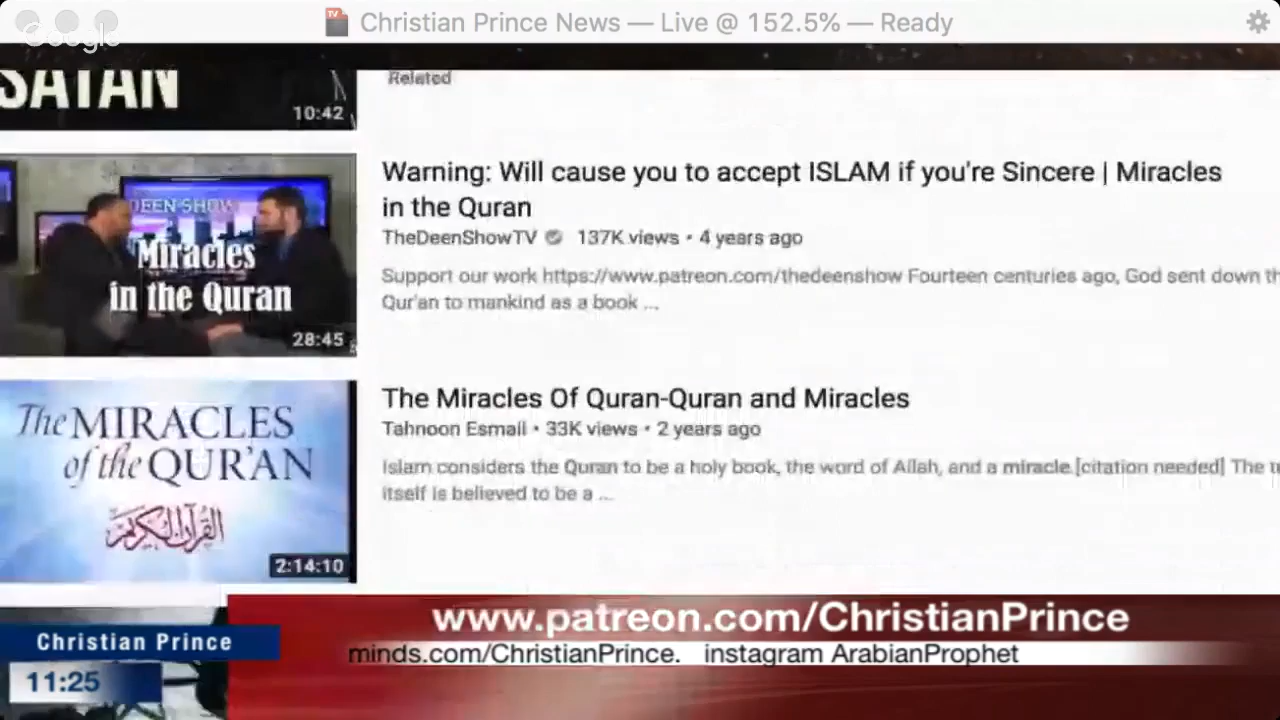 Christian Prince News — Live @ 152.5% — Ready
Google
SATAN
10:42
Related
DEEN SHOW
Miracles
in the Quran
28:45
Warning: Will cause you to accept ISLAM if you're Sincere | Miracles
in the Quran
TheDeenShowTV 137K views • 4 years ago
Support our work https://www.patreon.com/thedeenshow Fourteen centuries ago, God sent down th
Qur'an to mankind as a book ...
The MIRACLES
of the QUR'AN
القرآن الكريم
2:14:10
The Miracles Of Quran-Quran and Miracles
Tahnoon Esmail • 33K views • 2 years ago
Islam considers the Quran to be a holy book, the word of Allah, and a miracle.[citation needed] The
itself is believed to be a ...
www.patreon.com/ChristianPrince
Christian Prince
minds.com/ChristianPrince. instagram ArabianProphet
11:25